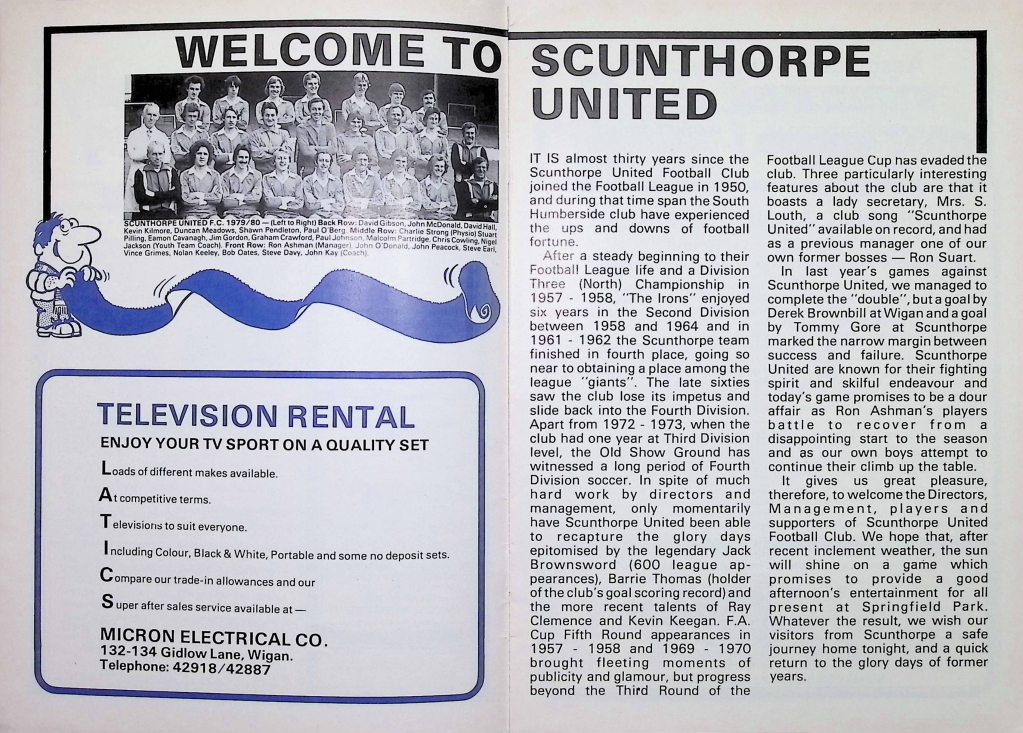 WELCOME TO
SCUNTHORPE UNITED F.C. 1979/80 — (Left to Right) Back Row: David Gibson, John McDonald, David Hall,
Kevin Kilmore, Duncan Meadows, Shawn Pendleton, Paul O'Berg. Middle Row: Charlie Strong (Physio) Stuart
Pilling, Eamon Cavanagh, Jim Gordon, Graham Crawford, Paul Johnson, Malcolm Partridge, Chris Cowling, Nigel
Jackson (Youth Team Coach). Front Row: Ron Ashman (Manager), John O'Donald, John Peacock, Steve Earl,
Vince Grimes, Nolan Keeley, Bob Oates, Steve Davy, John Kay (Coach).
TELEVISION RENTAL
ENJOY YOUR TV SPORT ON A QUALITY SET
Loads of different makes available.
At competitive terms.
Televisions to suit everyone.
Including Colour, Black & White, Portable and some no deposit sets.
Compare our trade-in allowances and our
Super after sales service available at —
MICRON ELECTRICAL CO.
132-134 Gidlow Lane, Wigan.
Telephone: 42918/42887
SCUNTHORPE
UNITED
IT IS almost thirty years since the
Scunthorpe United Football Club
joined the Football League in 1950,
and during that time span the South
Humberside club have experienced
the ups and downs of football
fortune.
After a steady beginning to their
Football League life and a Division
Three (North) Championship in
1957 - 1958, "The Irons" enjoyed
six years in the Second Division
between 1958 and 1964 and in
1961 - 1962 the Scunthorpe team
finished in fourth place, going so
near to obtaining a place among the
league "giants". The late sixties
saw the club lose its impetus and
slide back into the Fourth Division.
Apart from 1972 - 1973, when the
club had one year at Third Division
level, the Old Show Ground has
witnessed a long period of Fourth
Division soccer. In spite of much
hard work by directors and
management, only momentarily
have Scunthorpe United been able
to recapture the glory days
epitomised by the legendary Jack
Brownsword (600 league ap-
pearances), Barrie Thomas (holder
of the club's goal scoring record) and
the more recent talents of Ray
Clemence and Kevin Keegan. F.A.
Cup Fifth Round appearances in
1957 - 1958 and 1969 - 1970
brought fleeting moments of
publicity and glamour, but progress
beyond the Third Round of the
Football League Cup has evaded the
club. Three particularly interesting
features about the club are that it
boasts a lady secretary, Mrs. S.
Louth, a club song "Scunthorpe
United" available on record, and had
as a previous manager one of our
own former bosses — Ron Suart.
In last year's games against
Scunthorpe United, we managed to
complete the "double", but a goal by
Derek Brownbill at Wigan and a goal
by Tommy Gore at Scunthorpe
marked the narrow margin between
success and failure. Scunthorpe
United are known for their fighting
spirit and skilful endeavour and
today's game promises to be a dour
affair as Ron Ashman's players
battle to recover from a
disappointing start to the season
and as our own boys attempt to
continue their climb up the table.
It gives us great pleasure,
therefore, to welcome the Directors,
Management, players and
supporters of Scunthorpe United
Football Club. We hope that, after
recent inclement weather, the sun
will shine on a game which
promises to provide a good
afternoon's entertainment for all
present at Springfield Park.
Whatever the result, we wish our
visitors from Scunthorpe a safe
journey home tonight, and a quick
return to the glory days of former
years.